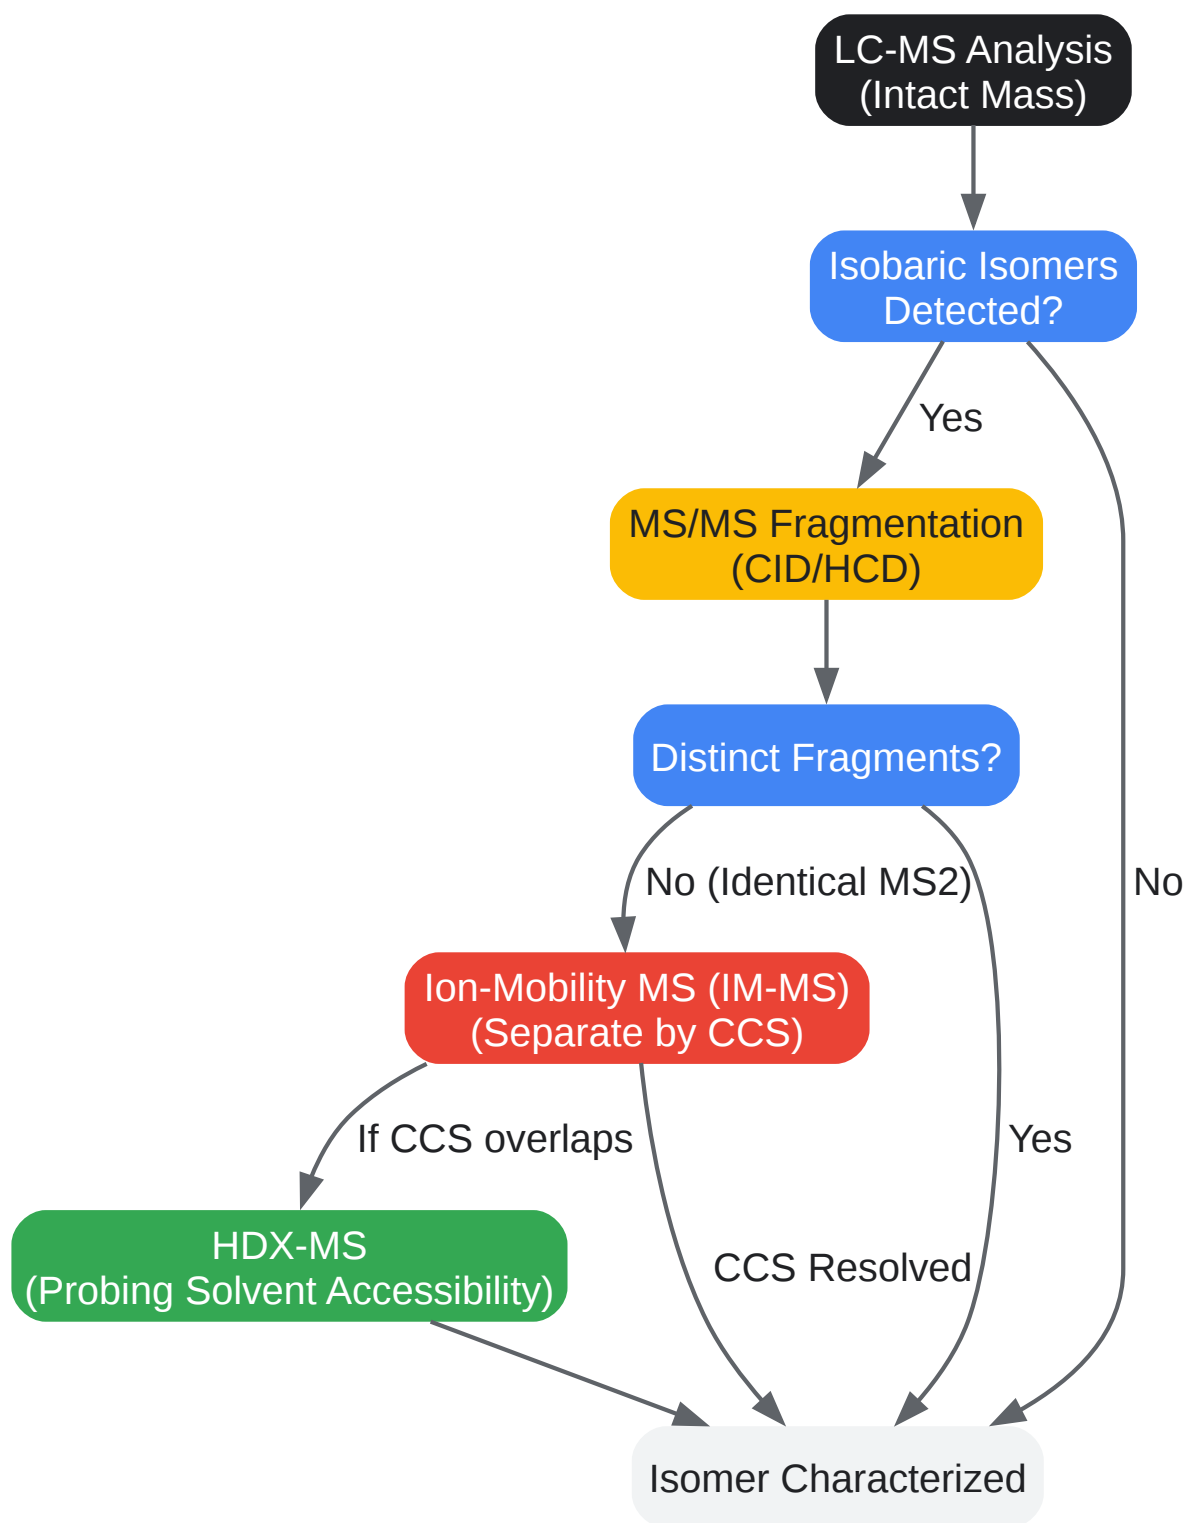 LC-MS Analysis
(Intact Mass)
Isobaric Isomers
Detected?
Yes
MS/MS Fragmentation
(CID/HCD)
Distinct Fragments?
No (Identical MS2)
No
Ion-Mobility MS (IM-MS)
(Separate by CCS)
If CCS overlaps
Yes
HDX-MS
(Probing Solvent Accessibility)
CCS Resolved
Isomer Characterized